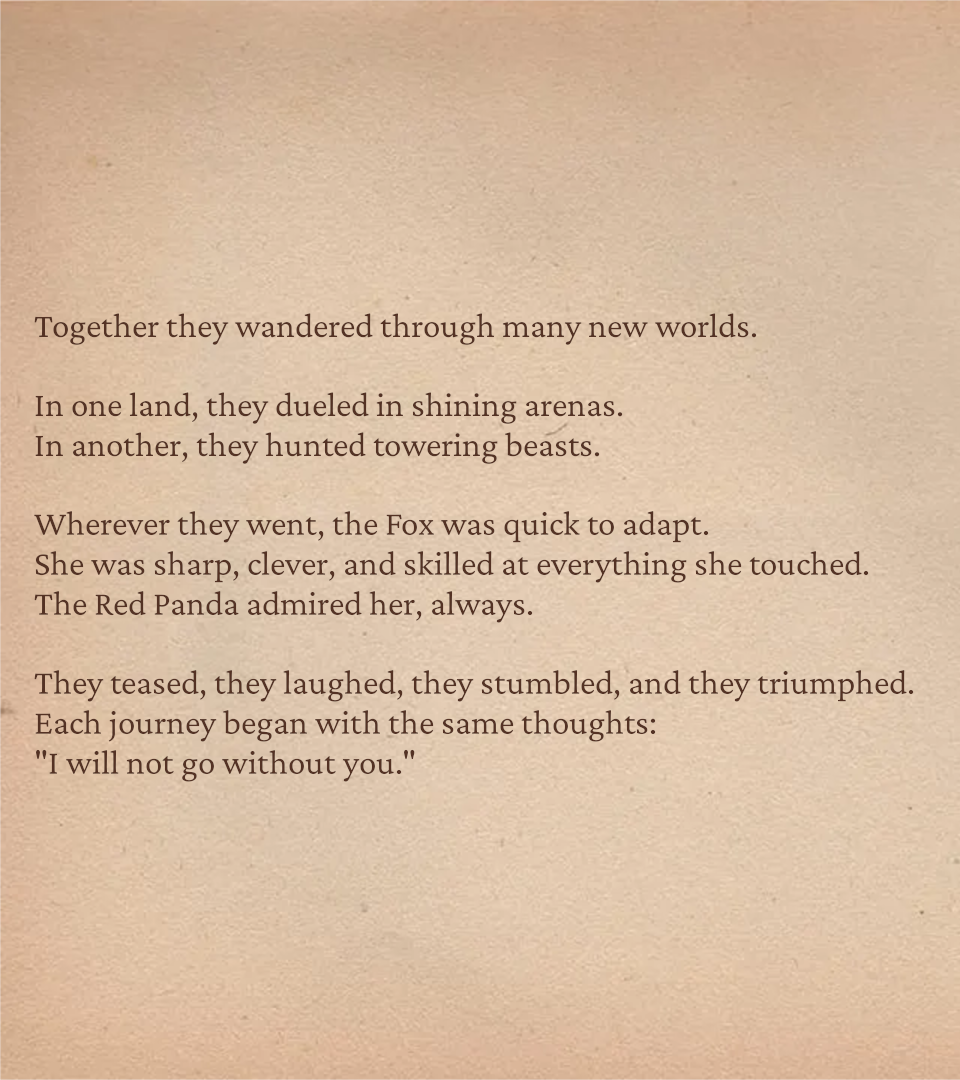 Together they wandered through many new worlds.
In one land, they dueled in shining arenas.
In another, they hunted towering beasts.
Wherever they went, the Fox was quick to adapt.
She was sharp, clever, and skilled at everything she touched.
The Red Panda admired her, always.
They teased, they laughed, they stumbled, and they triumphed.
Each journey began with the same thoughts:
"I will not go without you."